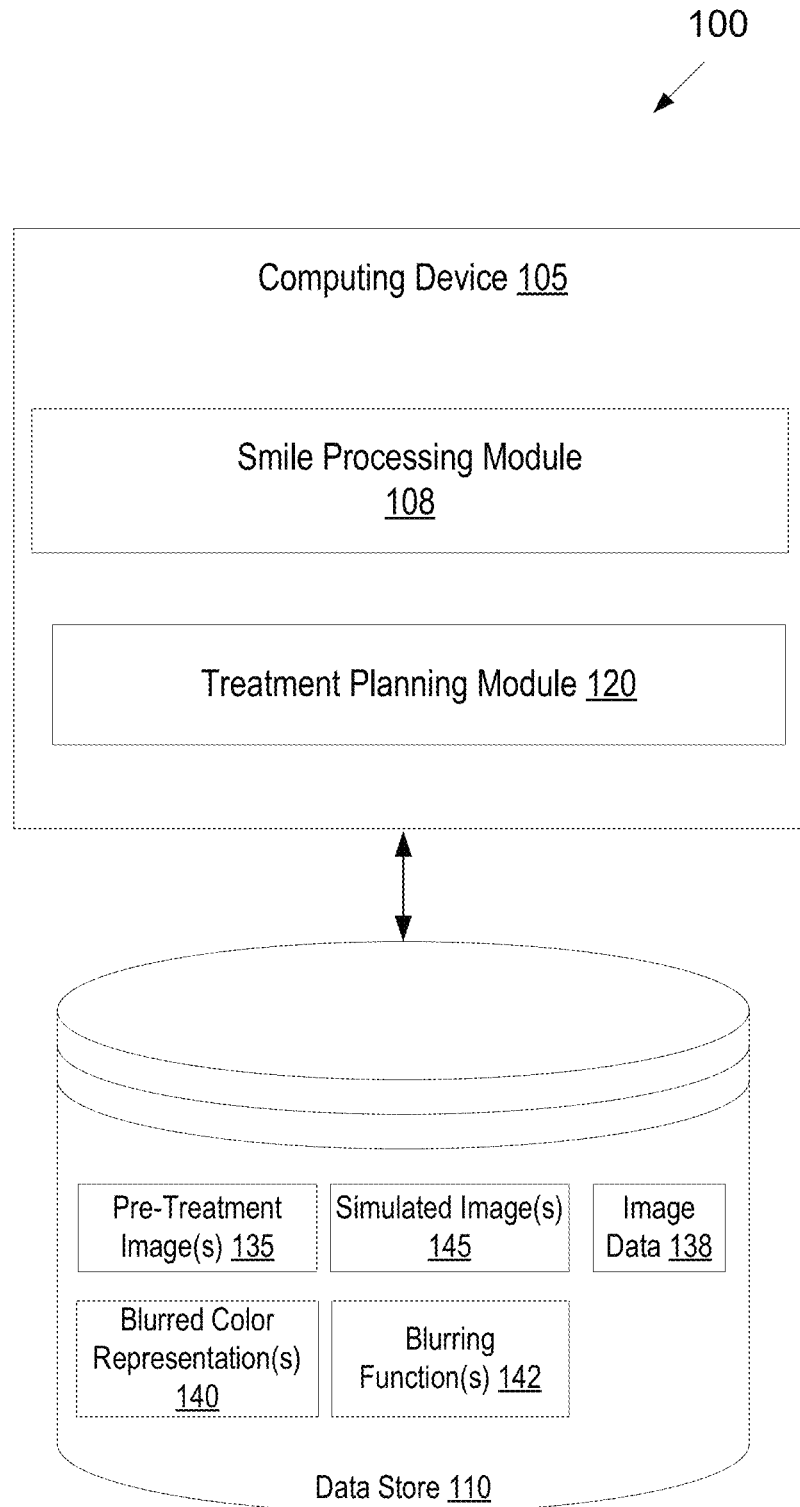 100
Computing Device 105
Smile Processing Module
108
Treatment Planning Module 120
Pre-Treatment
Image(s) 135
Simulated Image(s)
145
Image
Data 138
Blurred Color
Representation(s)
140
Blurring
Function(s) 142
Data Store 110